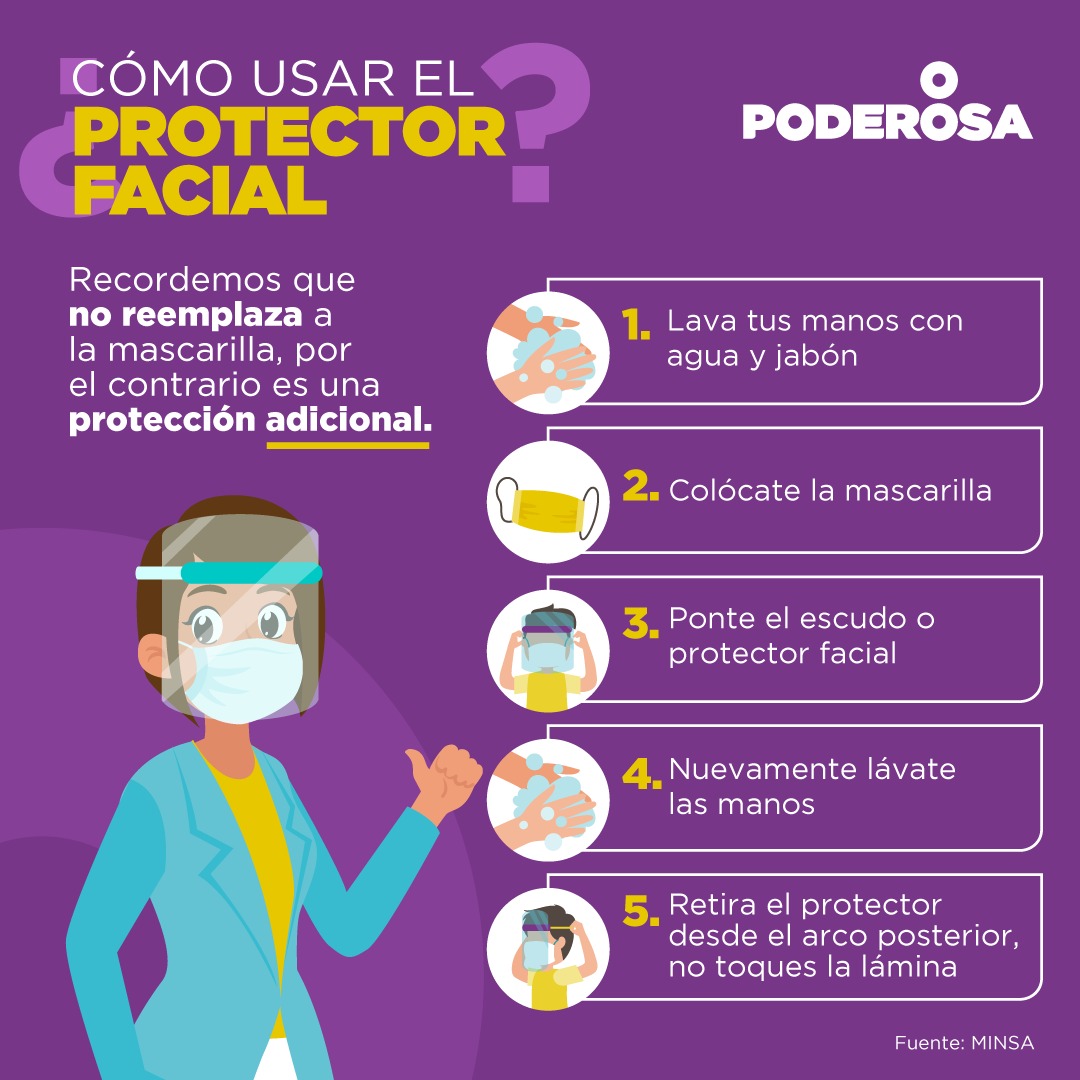 ¿CÓMO USAR EL
PROTECTOR
FACIAL?
PODEROSA
Recordemos que
no reemplaza a
la mascarilla, por
el contrario es una
protección adicional.
1. Lava tus manos con
agua y jabón
2. Colócate la mascarilla
3. Ponte el escudo o
protector facial
4. Nuevamente lávate
las manos
5. Retira el protector
desde el arco posterior,
no toques la lámina
Fuente: MINSA